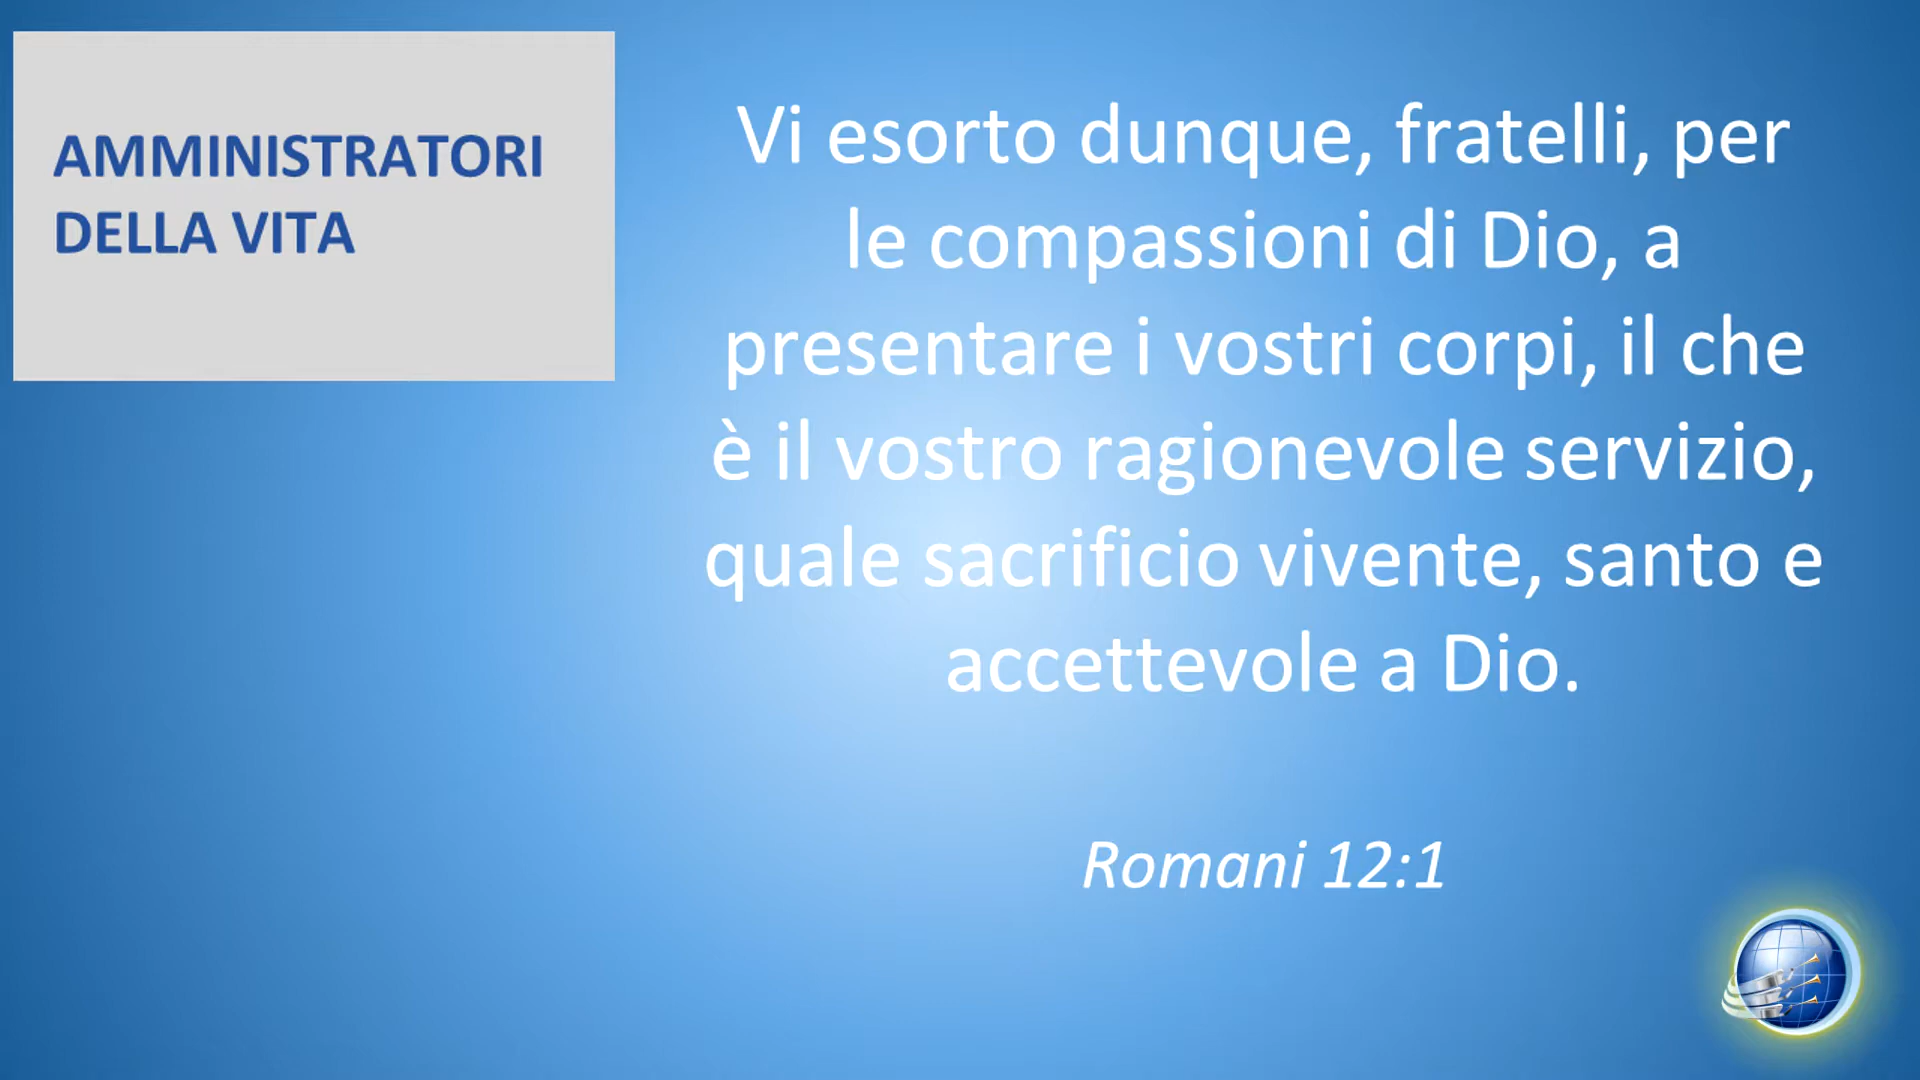 AMMINISTRATORI
DELLA VITA
Vi esorto dunque, fratelli, per
le compassioni di Dio, a
presentare i vostri corpi, il che
è il vostro ragionevole servizio,
quale sacrificio vivente, santo e
accettevole a Dio.
Romani 12:1